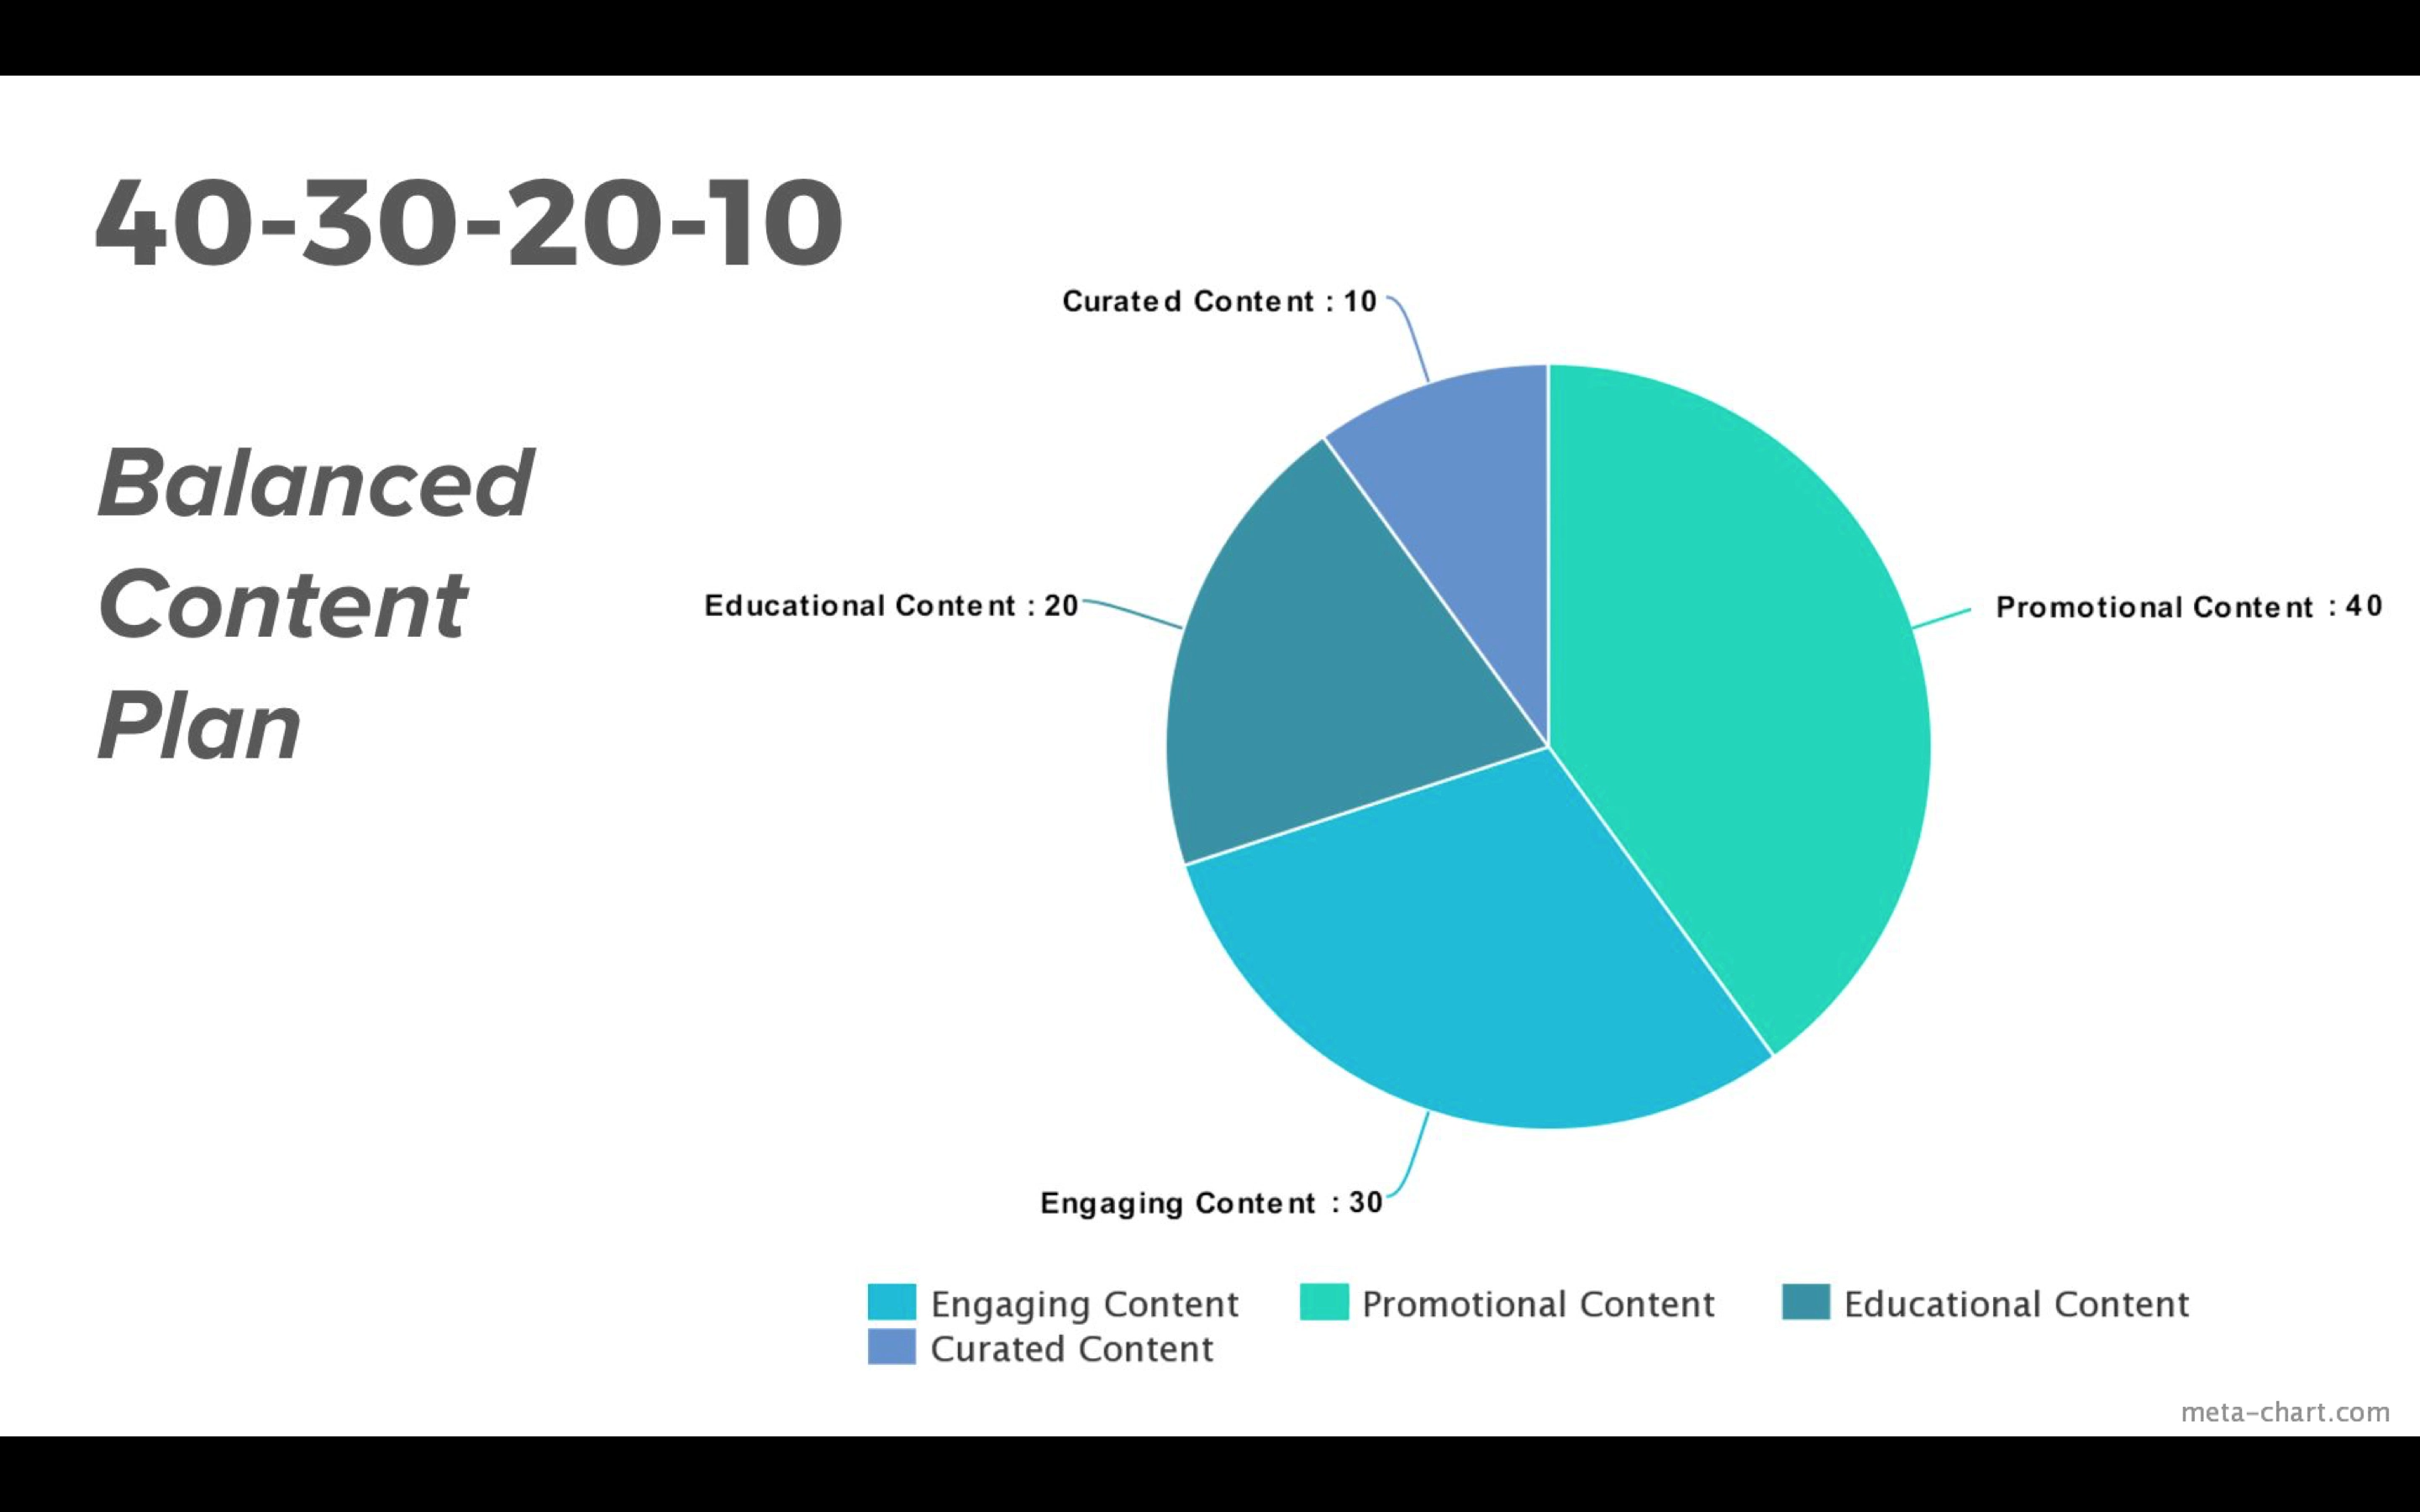 40-30-20-10
Balanced
Content
Plan
Curated Content : 10
Educational Content : 20
Promotional Content : 40
Engaging Content : 30
Engaging Content
Promotional Content
Educational Content
Curated Content
meta-chart.com